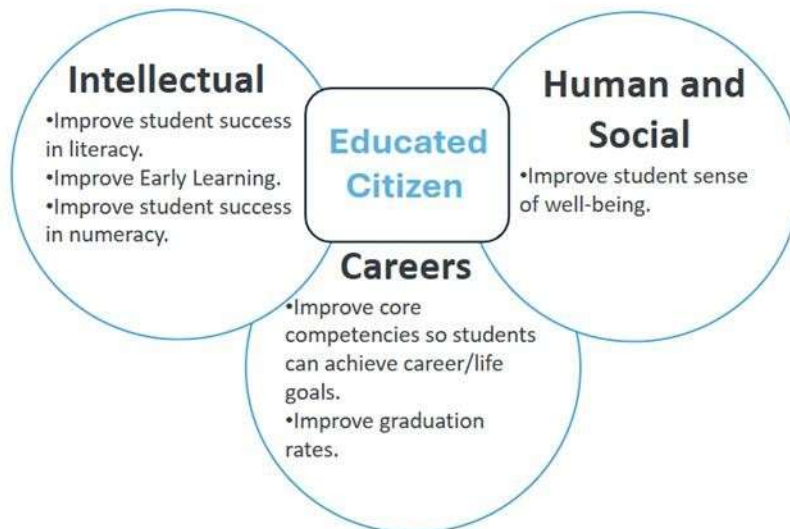 Intellectual
•Improve student success
in literacy.
•Improve Early Learning.
•Improve student success
in numeracy.
Educated
Citizen
Human and
Social
•Improve student sense
of well-being.
Careers
•Improve core
competencies so students
can achieve career/life
goals.
•Improve graduation
rates.